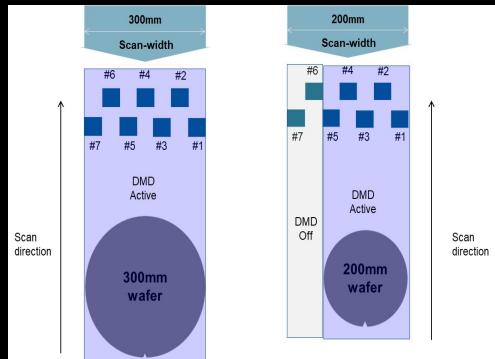 300mm
Scan-width
#6 #4 #2
#7 #5 #3 #1
DMD
Active
Scan
direction
300mm
wafer
200mm
Scan-width
#6 #4 #2
#7 #5 #3 #1
DMD
Off
DMD
Active
Scan
direction
200mm
wafer